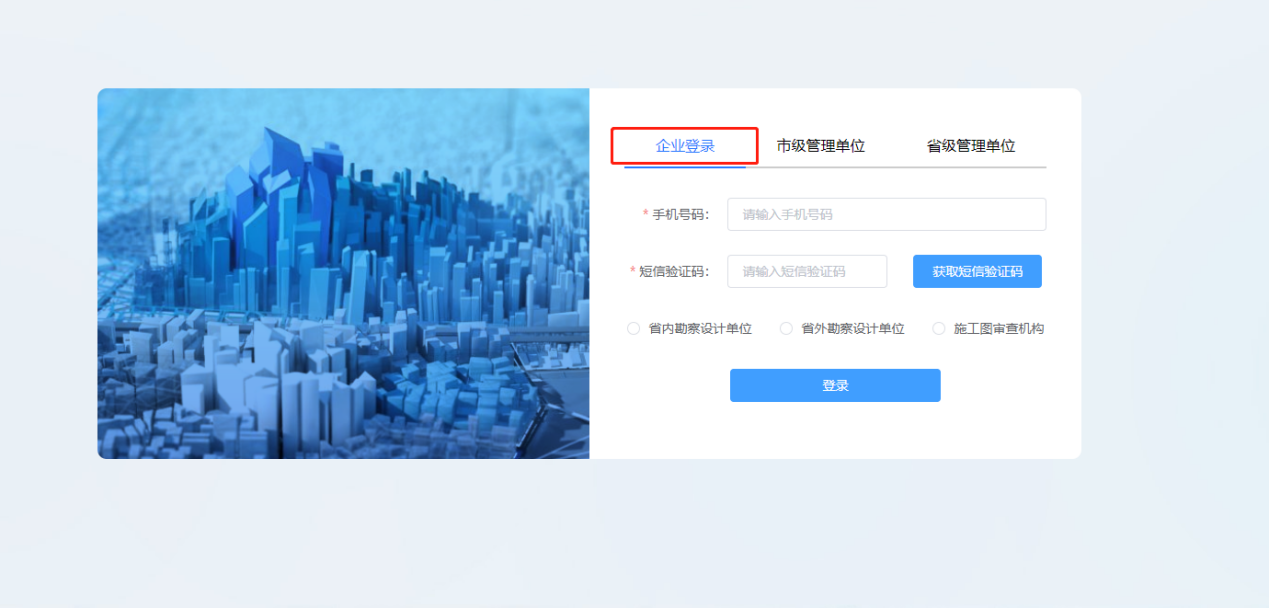 企业登录 市级管理单位 省级管理单位
* 手机号码： 请输入手机号码
* 短信验证码： 请输入短信验证码 获取短信验证码
省内勘察设计单位 省外勘察设计单位 施工图审查机构
登录